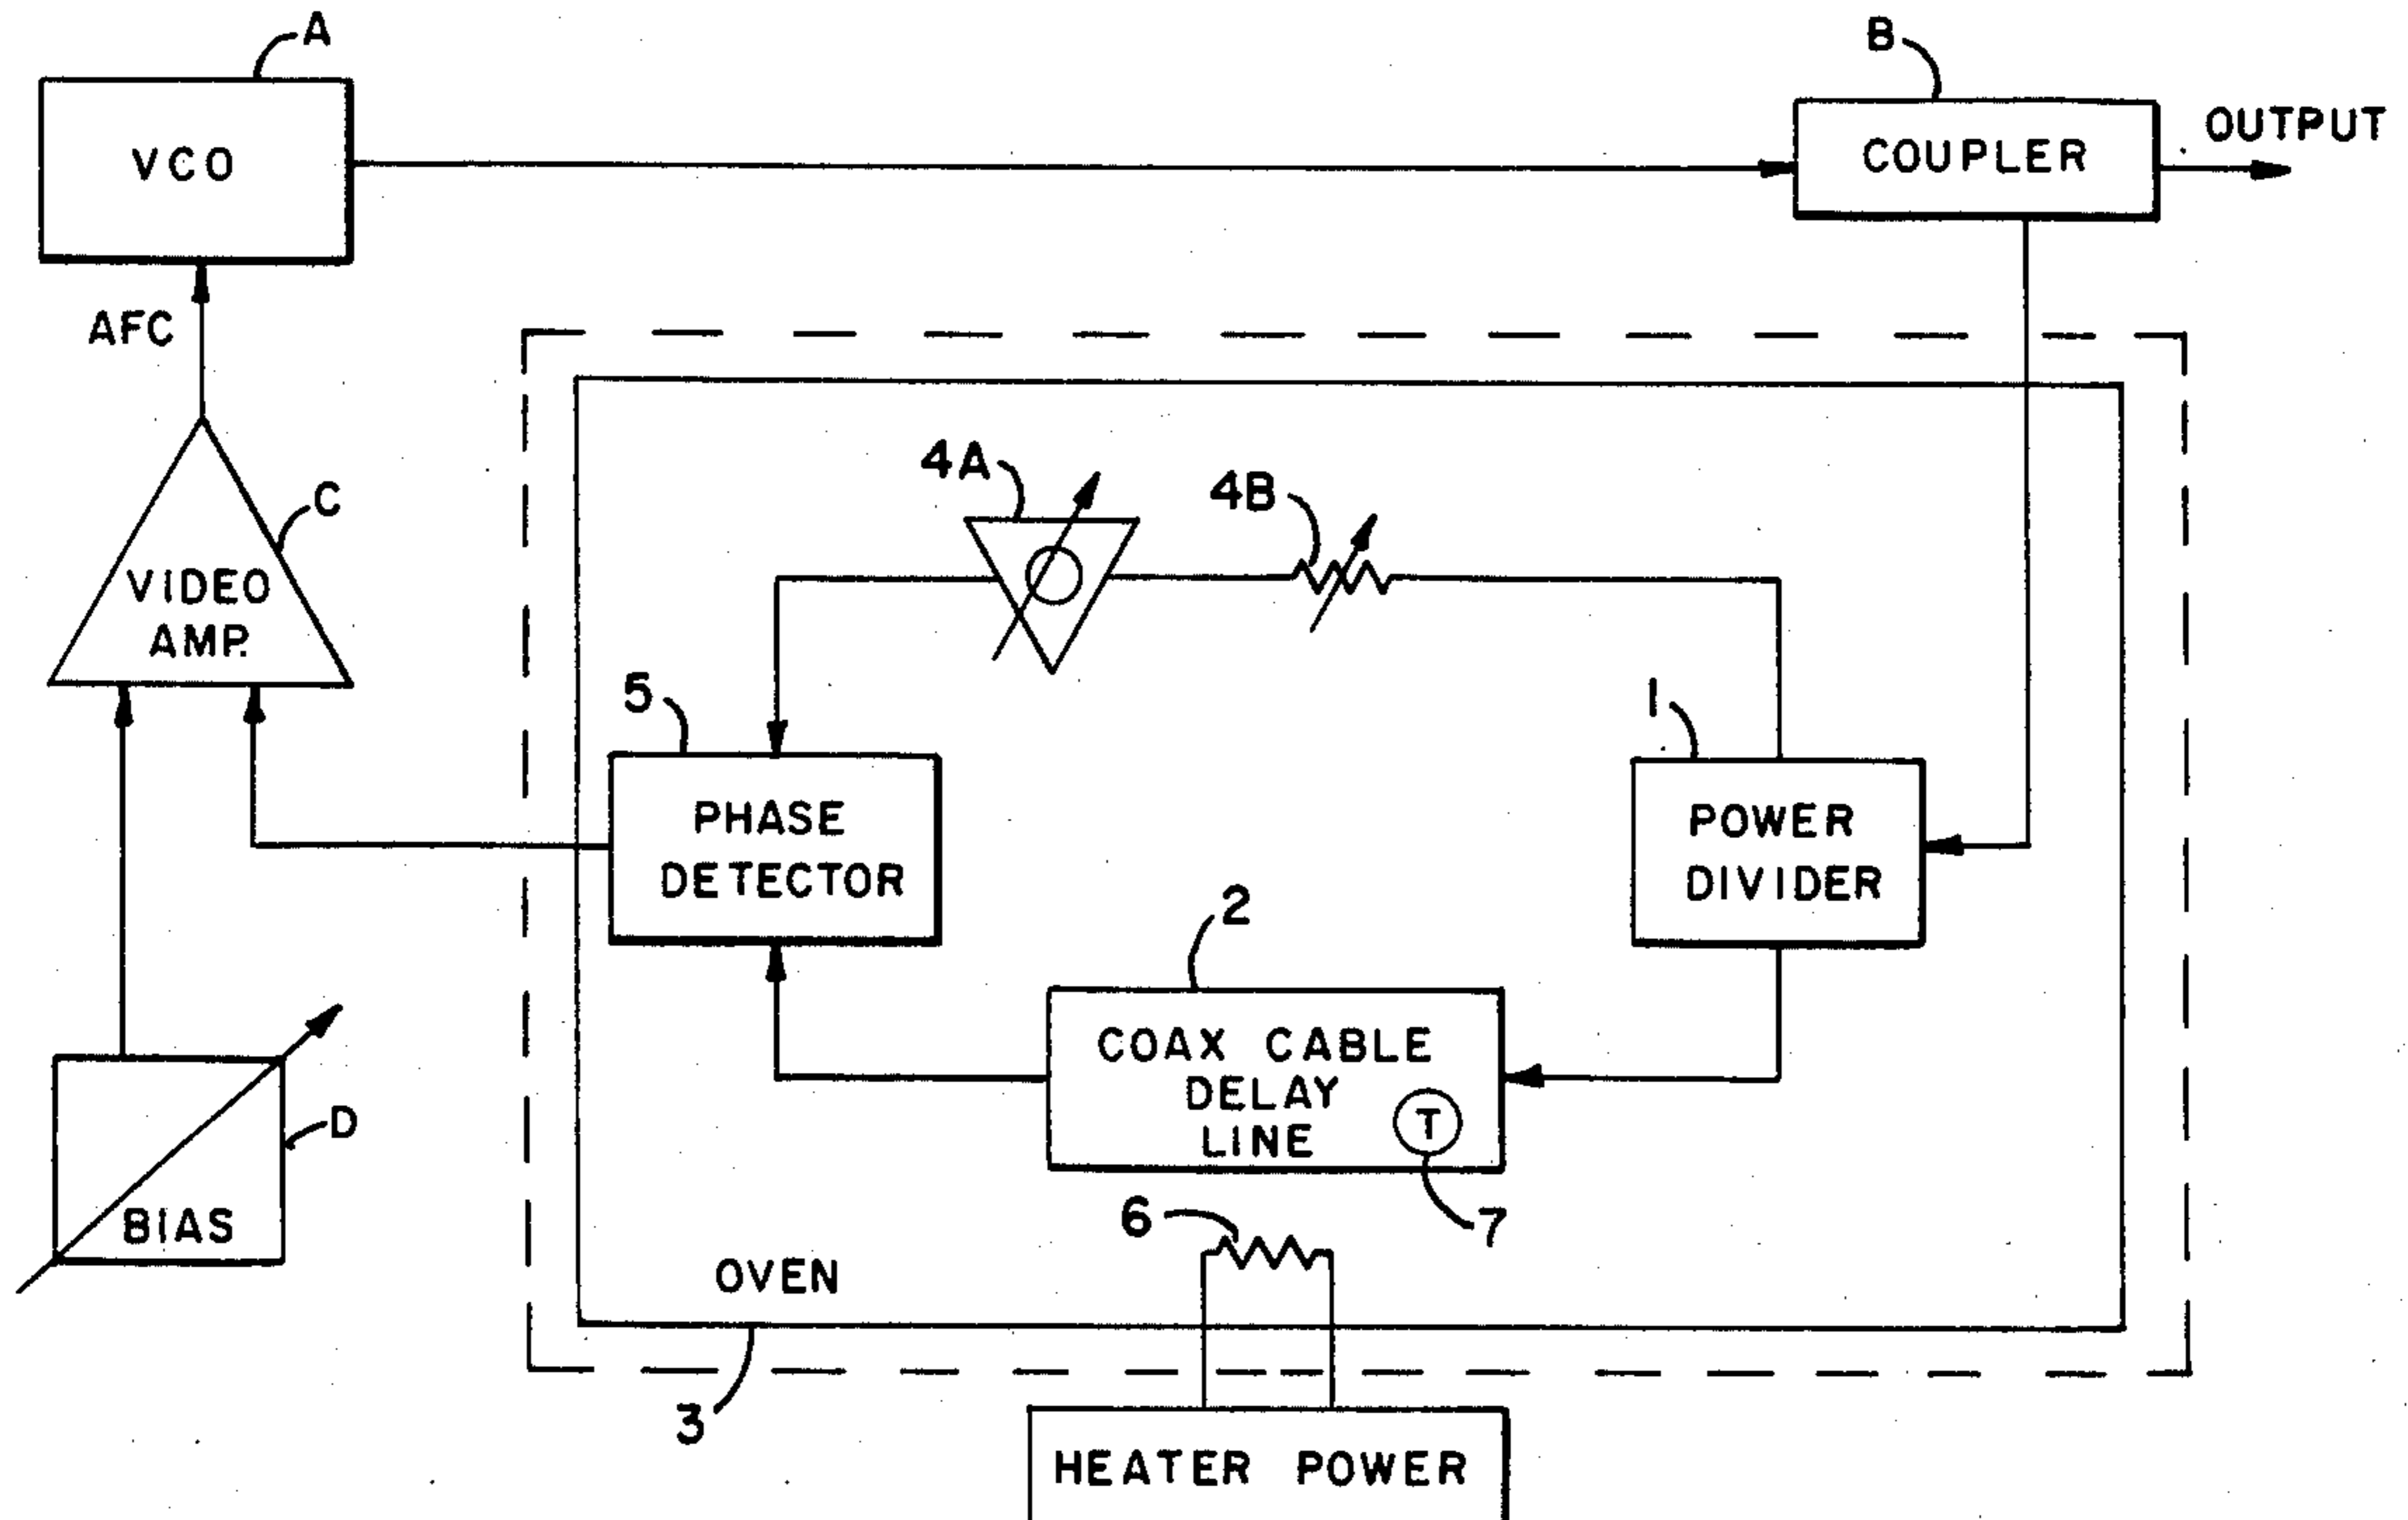 A
B
VCO
COUPLER
OUTPUT
AFC
4A
4B
C
VIDEO
AMP.
5
1
PHASE
DETECTOR
POWER
DIVIDER
2
COAX CABLE
DELAY
LINE
T
D
BIAS
6
7
OVEN
3
HEATER POWER